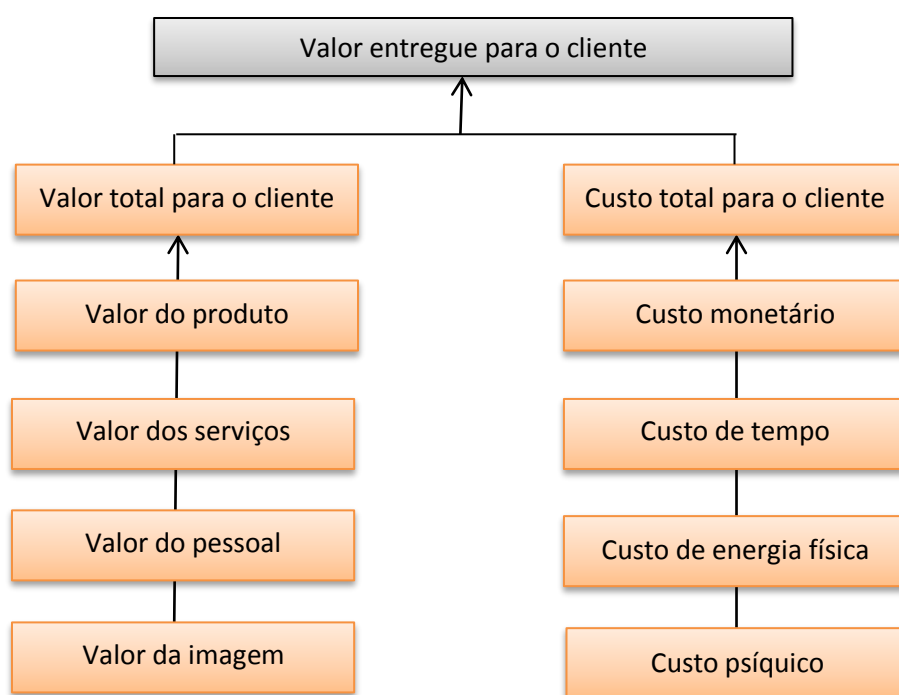 Valor entregue para o cliente
Valor total para o cliente
Custo total para o cliente
Valor do produto
Custo monetário
Valor dos serviços
Custo de tempo
Valor do pessoal
Custo de energia física
Valor da imagem
Custo psíquico